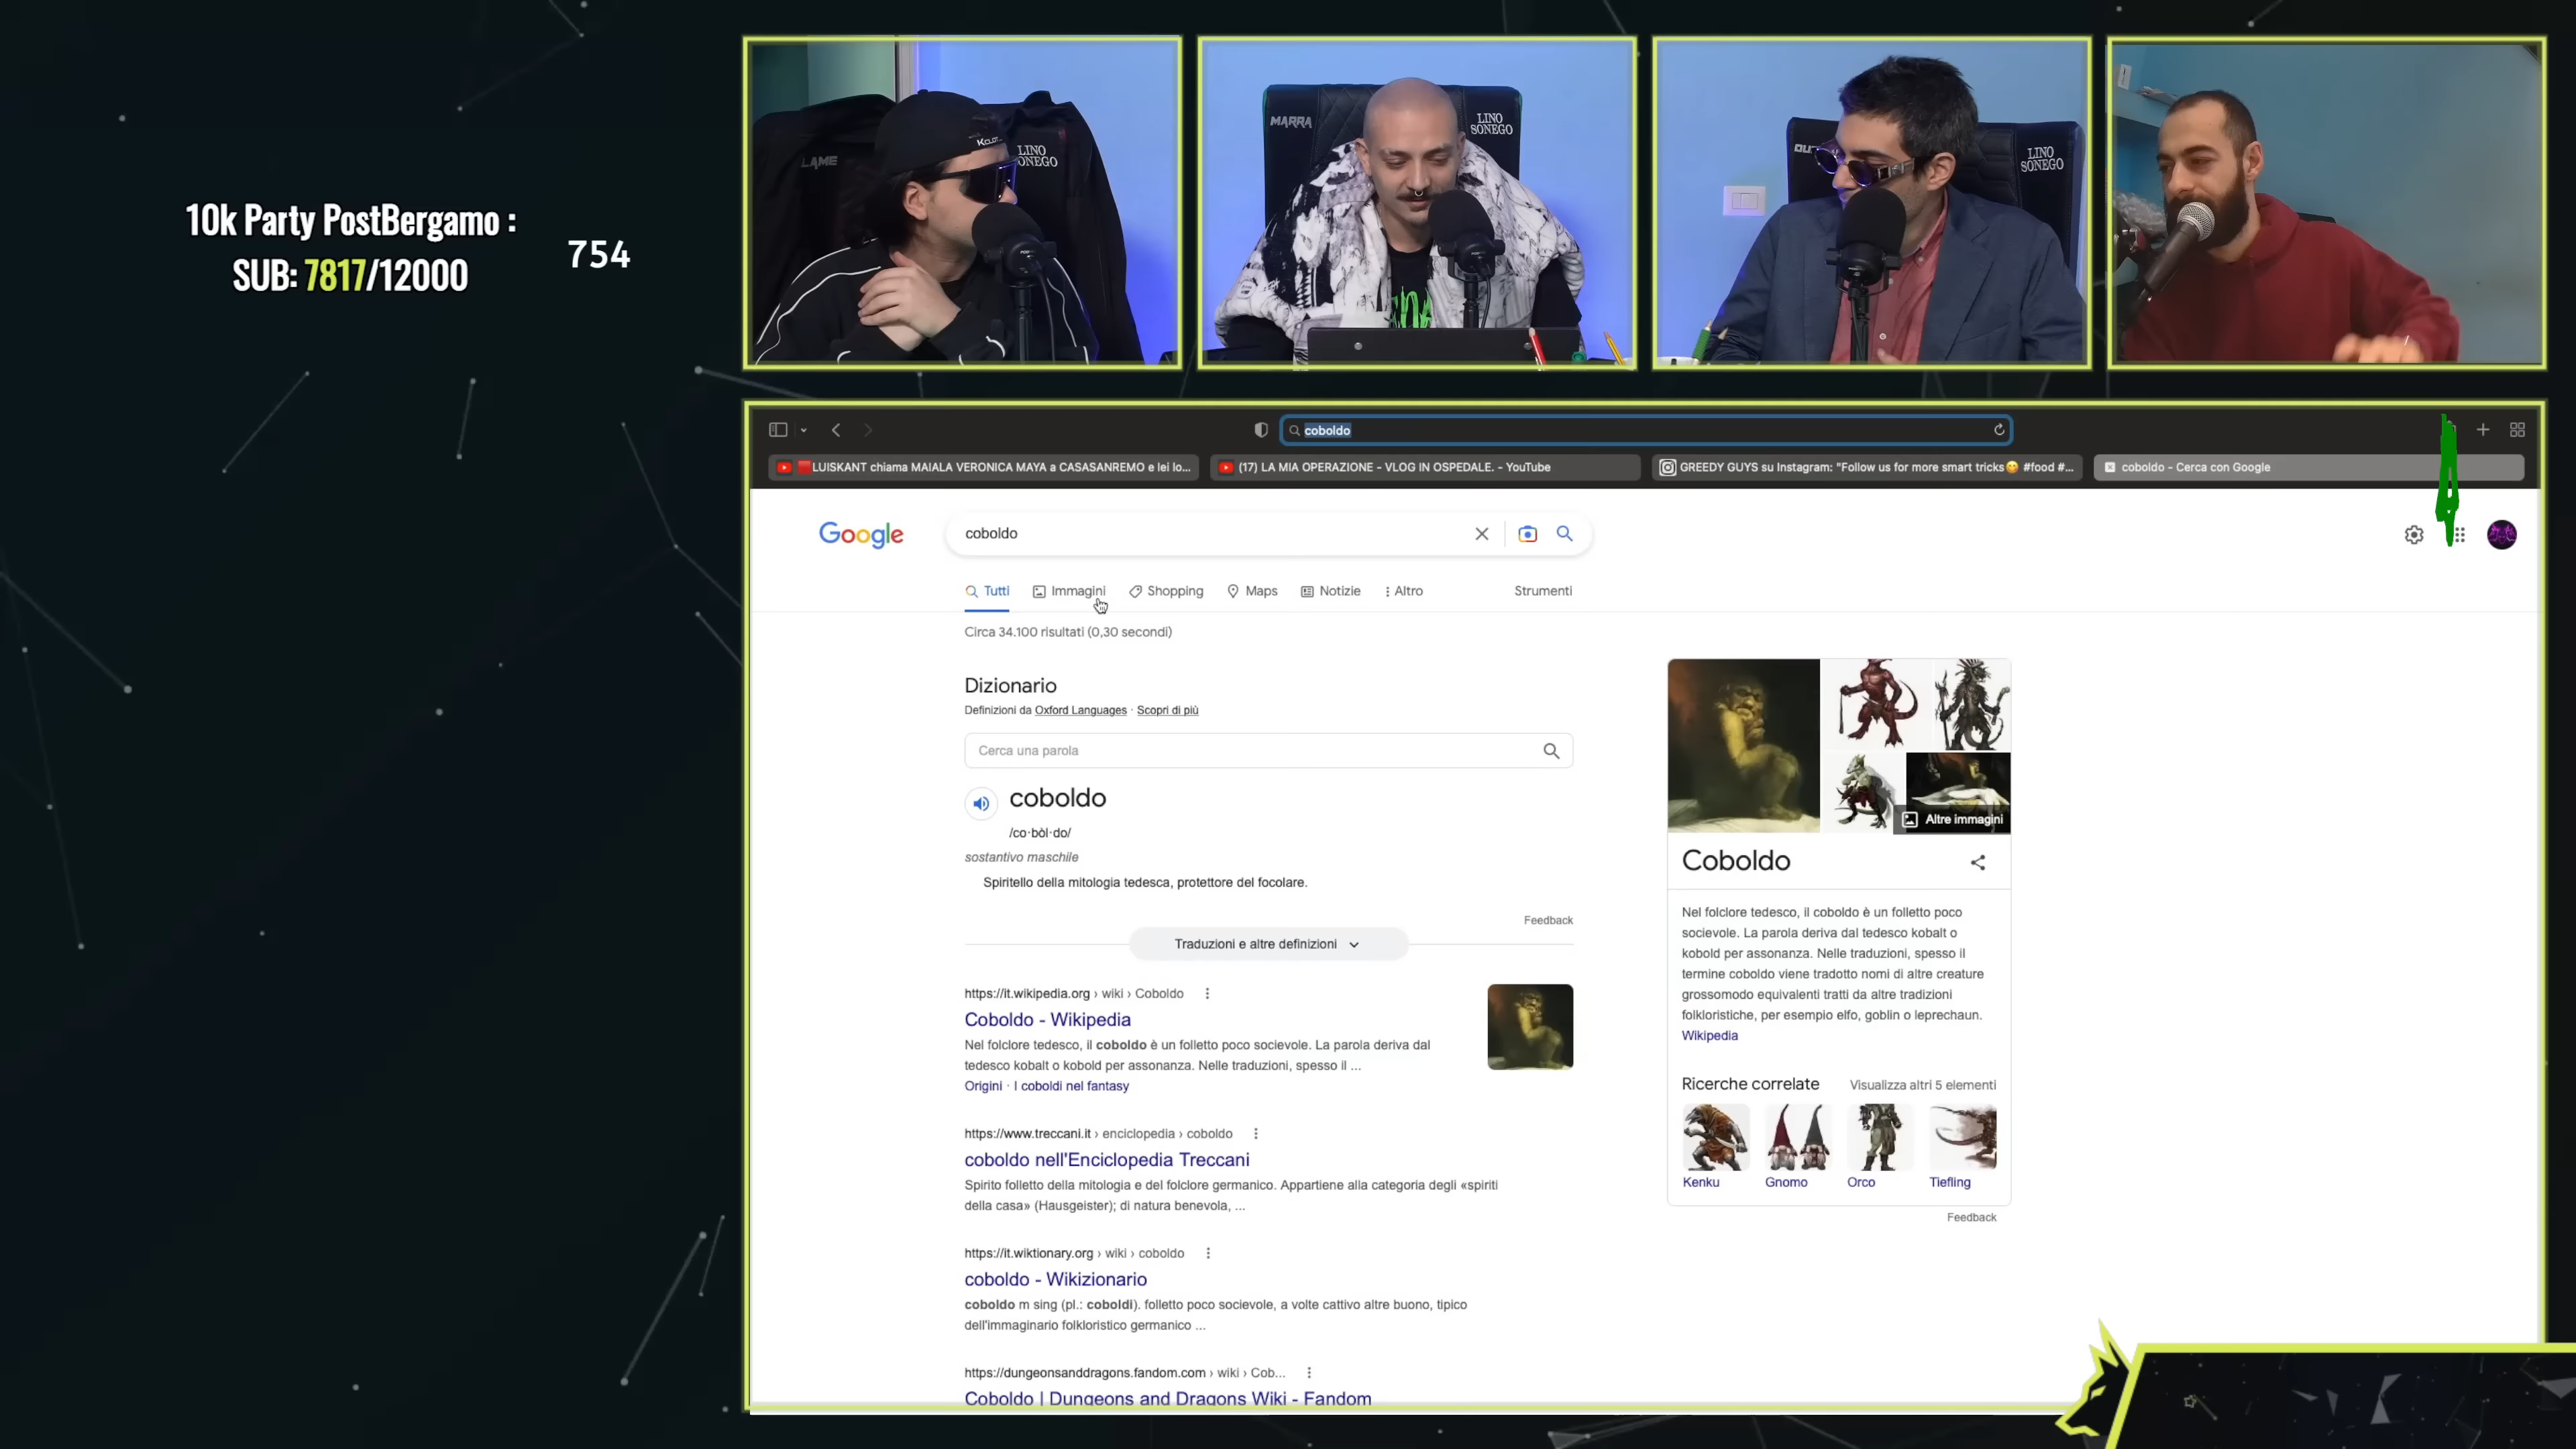 10k Party PostBergamo :
SUB: 7817/12000
754
LAME
LINO
SONEGO
MARRA
LINO
SONEGO
LINO
SONEGO
coboldo
LUISKANT chiama MAIALA VERONICA MAYA a CASASANREMO e lei lo...
(17) LA MIA OPERAZIONE - VLOG IN OSPEDALE. - YouTube
GREEDY GUYS su Instagram: "Follow us for more smart tricks😋 #food #...
coboldo - Cerca con Google
Google
coboldo
Tutti
Immagini
Shopping
Maps
Notizie
Altro
Strumenti
Circa 34.100 risultati (0,30 secondi)
Dizionario
Definizioni da Oxford Languages · Scopri di più
Cerca una parola
coboldo
/co·bòl·do/
sostantivo maschile
Spiritello della mitologia tedesca, protettore del focolare.
Feedback
Traduzioni e altre definizioni
https://it.wikipedia.org › wiki › Coboldo
Coboldo - Wikipedia
Nel folclore tedesco, il coboldo è un folletto poco socievole. La parola deriva dal
tedesco kobalt o kobold per assonanza. Nelle traduzioni, spesso il ...
Origini · I coboldi nel fantasy
https://www.treccani.it › enciclopedia › coboldo
coboldo nell'Enciclopedia Treccani
Spirito folletto della mitologia e del folclore germanico. Appartiene alla categoria degli «spiriti
della casa» (Hausgeister); di natura benevola, ...
https://it.wiktionary.org › wiki › coboldo
coboldo - Wikizionario
coboldo m sing (pl.: coboldi). folletto poco socievole, a volte cattivo altre buono, tipico
dell'immaginario folkloristico germanico ...
https://dungeonsanddragons.fandom.com › wiki › Cob...
Coboldo | Dungeons and Dragons Wiki - Fandom
Altre immagini
Coboldo
Nel folclore tedesco, il coboldo è un folletto poco
socievole. La parola deriva dal tedesco kobalt o
kobold per assonanza. Nelle traduzioni, spesso il
termine coboldo viene tradotto nomi di altre creature
grossomodo equivalenti tratti da altre tradizioni
folkloristiche, per esempio elfo, goblin o leprechaun.
Wikipedia
Ricerche correlate
Visualizza altri 5 elementi
Kenku
Gnomo
Orco
Tiefling
Feedback